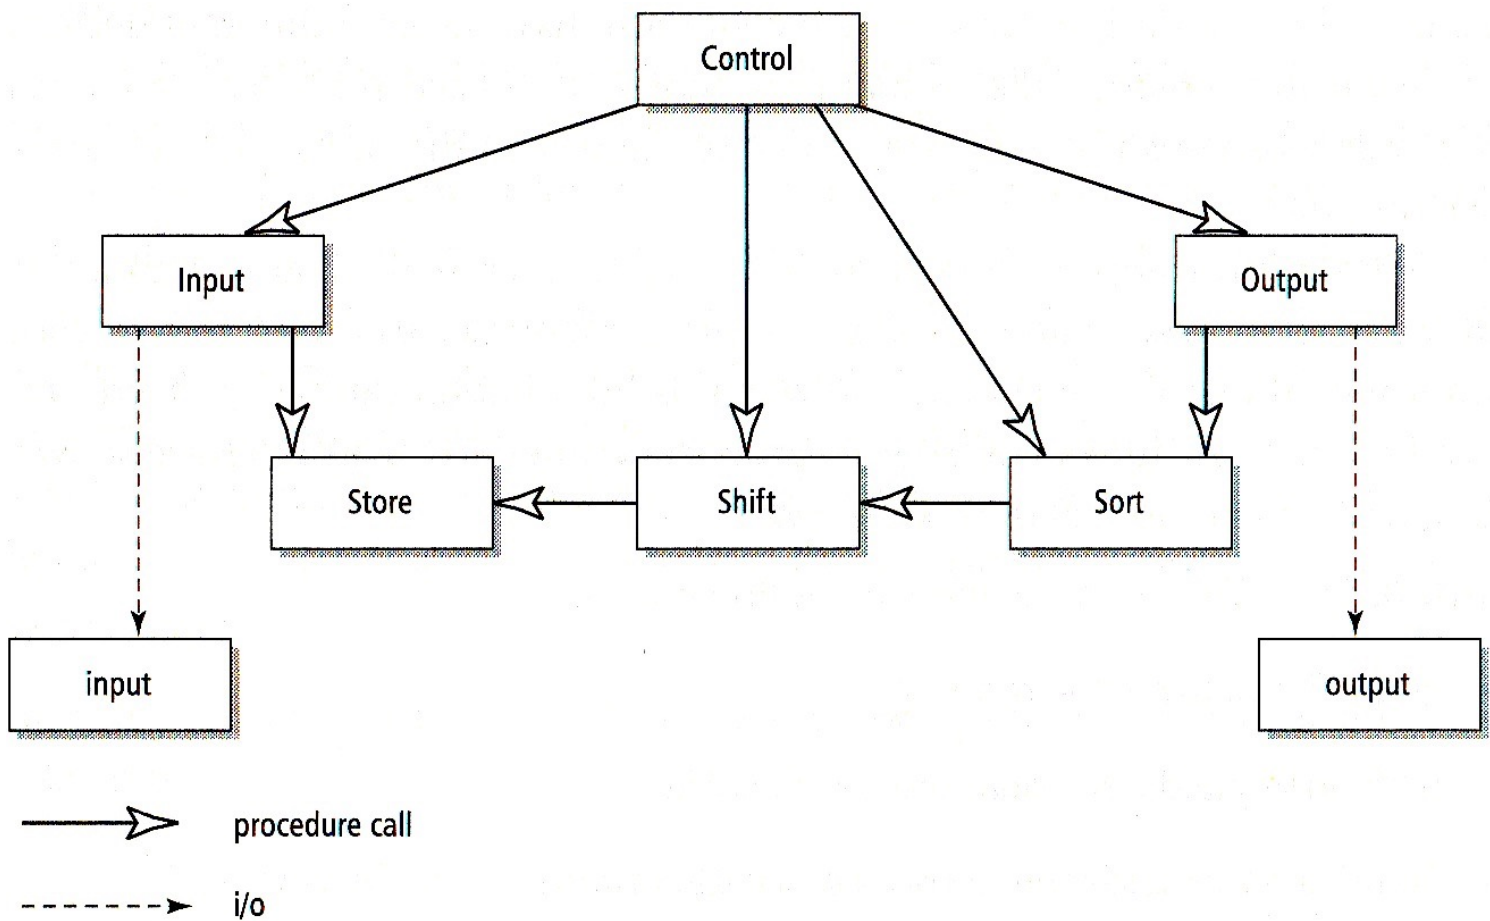 Control
Input
Output
Store
Shift
Sort
input
output
procedure call
i/o